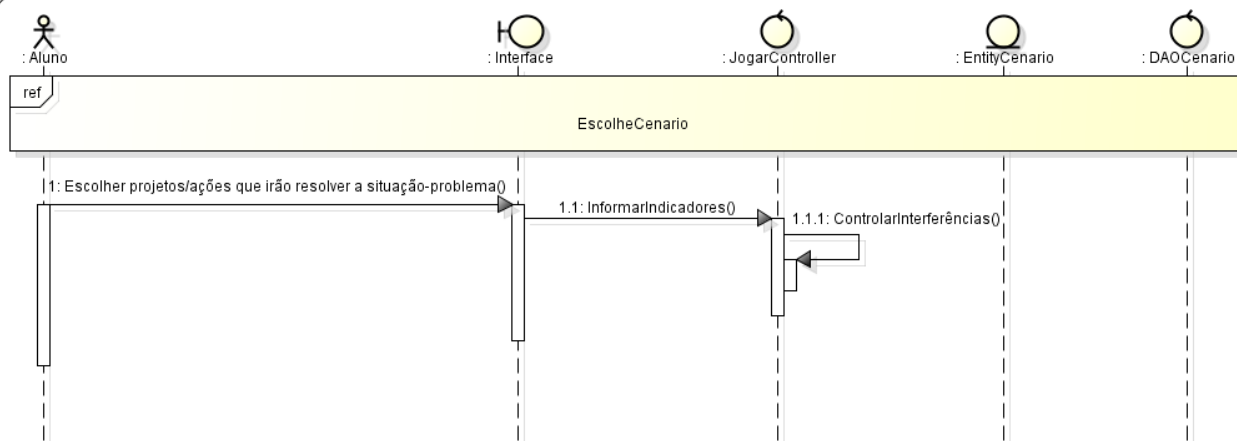 : Aluno
: Interface
: JogarController
: EntityCenario
: DAOCenario
ref
EscolheCenario
1: Escolher projetos/ações que irão resolver a situação-problema()
1.1: InformarIndicadores()
1.1.1: ControlarInterferências()